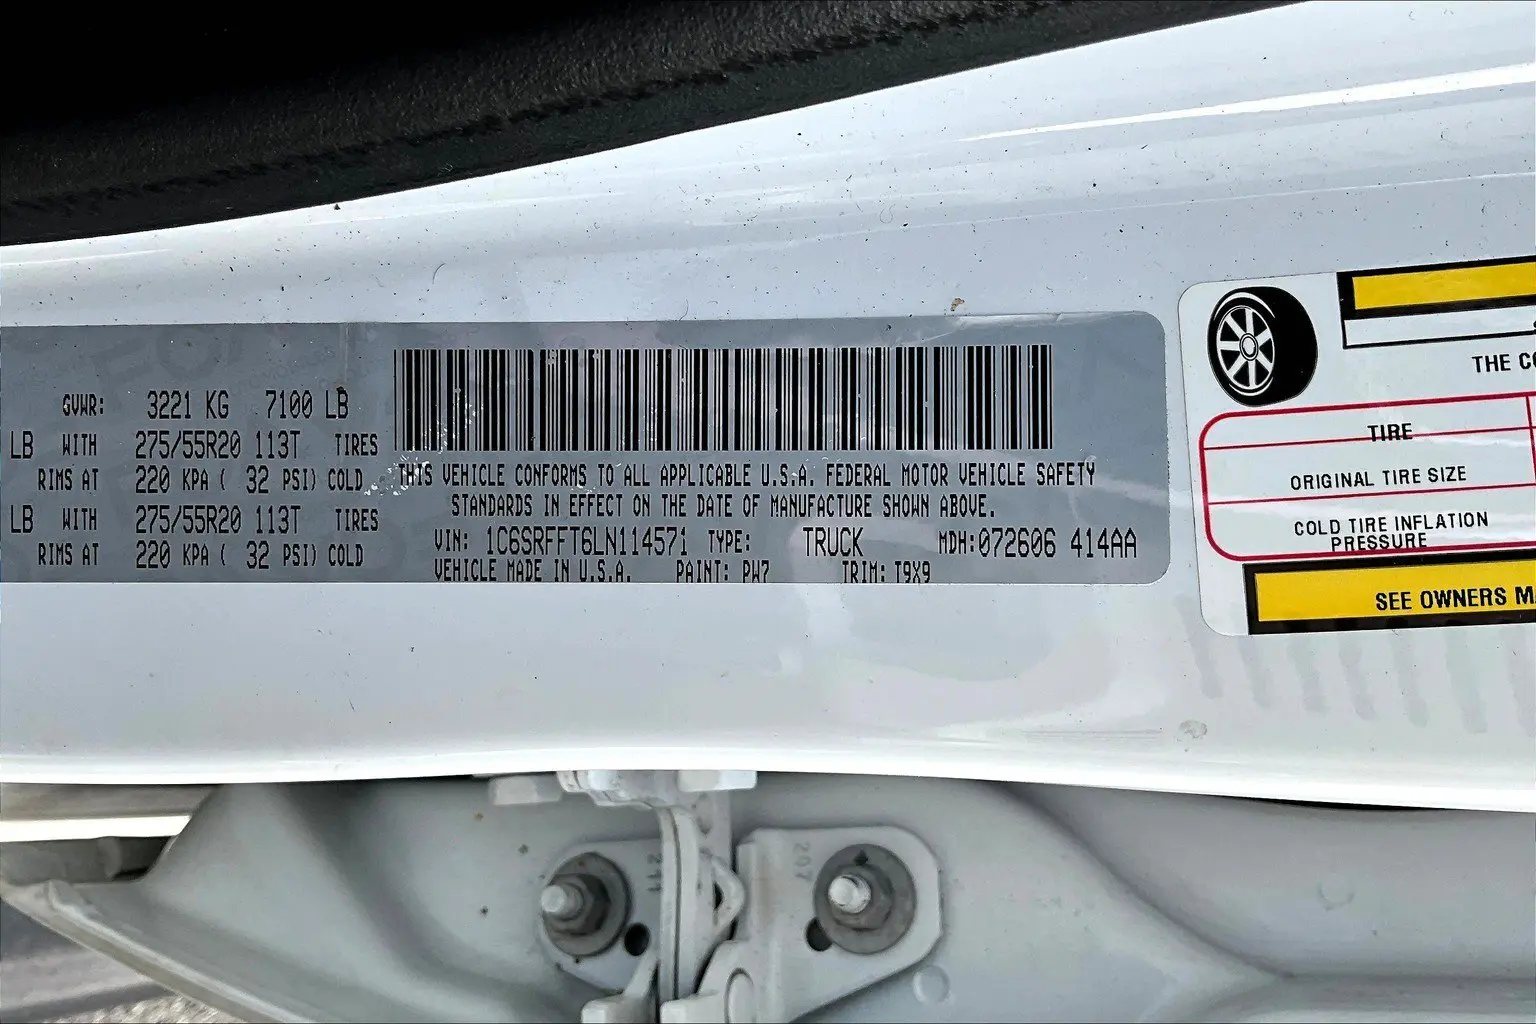 GVWR: 3221 KG 7100 LB
LB WITH 275/55R20 113T TIRES
RIMS AT 220 KPA ( 32 PSI) COLD
LB WITH 275/55R20 113T TIRES
RIMS AT 220 KPA ( 32 PSI) COLD
THIS VEHICLE CONFORMS TO ALL APPLICABLE U.S.A. FEDERAL MOTOR VEHICLE SAFETY
STANDARDS IN EFFECT ON THE DATE OF MANUFACTURE SHOWN ABOVE.
VIN: 1C6SRFFT6LN114571 TYPE: TRUCK MDH:072606 414AA
VEHICLE MADE IN U.S.A. PAINT: PW7 TRIM: T9X9
THE CO
TIRE
ORIGINAL TIRE SIZE
COLD TIRE INFLATION
PRESSURE
SEE OWNERS MA
211
207